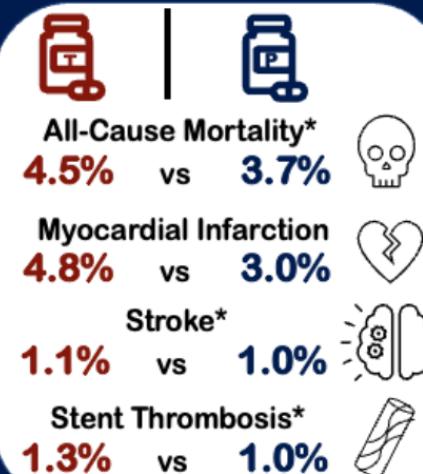 T P
All-Cause Mortality*
4.5% vs 3.7%
Myocardial Infarction
4.8% vs 3.0%
Stroke*
1.1% vs 1.0%
Stent Thrombosis*
1.3% vs 1.0%